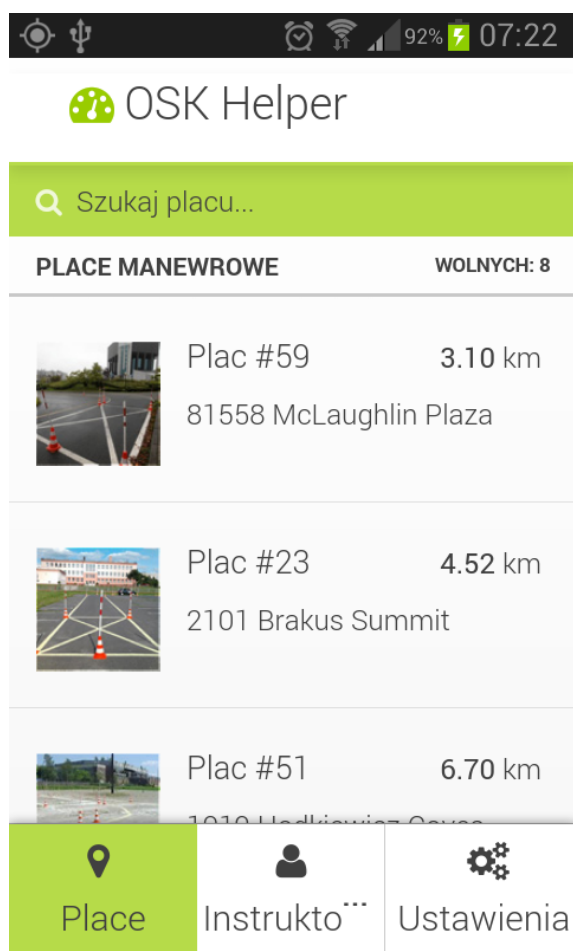 92% 07:22
OSK Helper
Szukaj placu...
PLACE MANEWROWE WOLNYCH: 8
Plac #59 3.10 km
81558 McLaughlin Plaza
Plac #23 4.52 km
2101 Brakus Summit
Plac #51 6.70 km
Place Instrukto... Ustawienia